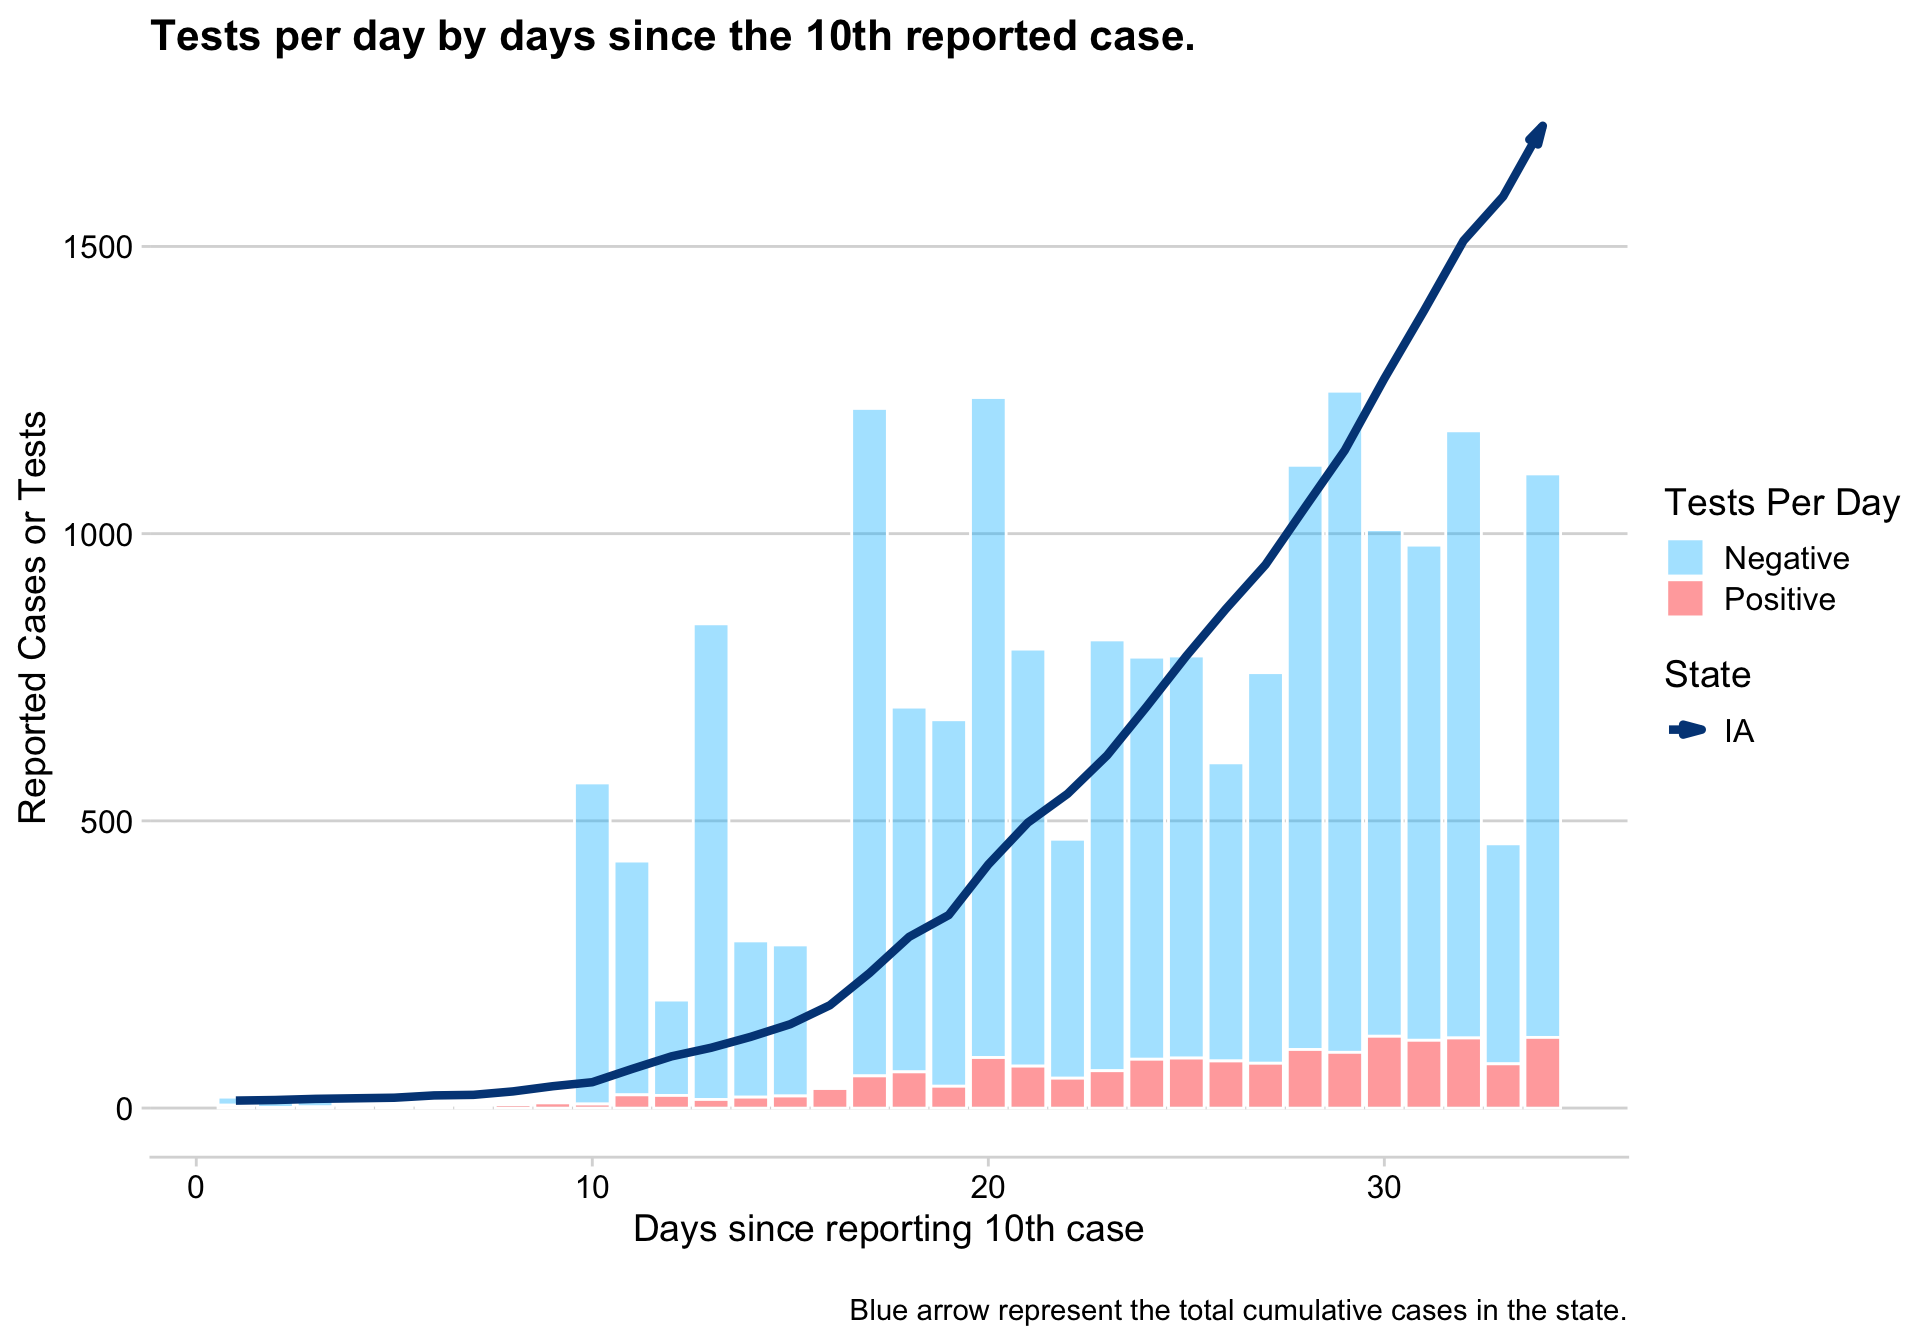 Tests per day by days since the 10th reported case.
1500
1000
500
0
Reported Cases or Tests
0
10
20
30
Days since reporting 10th case
Tests Per Day
Negative
Positive
State
IA
Blue arrow represent the total cumulative cases in the state.